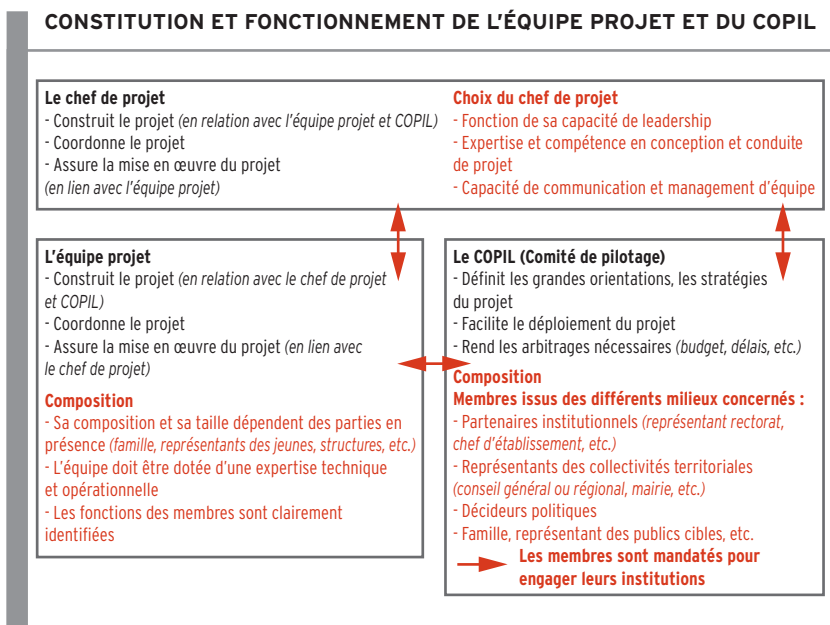 CONSTITUTION ET FONCTIONNEMENT DE L'ÉQUIPE PROJET ET DU COPIL
Le chef de projet
- Construit le projet (en relation avec l'équipe projet et COPIL)
- Coordonne le projet
- Assure la mise en œuvre du projet
(en lien avec l'équipe projet)
Choix du chef de projet
- Fonction de sa capacité de leadership
- Expertise et compétence en conception et conduite
de projet
- Capacité de communication et management d'équipe
L'équipe projet
- Construit le projet (en relation avec le chef de projet
et COPIL)
- Coordonne le projet
- Assure la mise en œuvre du projet (en lien avec
le chef de projet)
Composition
- Sa composition et sa taille dépendent des parties en
présence (famille, représentants des jeunes, structures, etc.)
- L'équipe doit être dotée d'une expertise technique
et opérationnelle
- Les fonctions des membres sont clairement
identifiées
Le COPIL (Comité de pilotage)
- Définit les grandes orientations, les stratégies
du projet
- Facilite le déploiement du projet
- Rend les arbitrages nécessaires (budget, délais, etc.)
Composition
Membres issus des différents milieux concernés :
- Partenaires institutionnels (représentant rectorat,
chef d'établissement, etc.)
- Représentants des collectivités territoriales
(conseil général ou régional, mairie, etc.)
- Décideurs politiques
- Famille, représentant des publics cibles, etc.
Les membres sont mandatés pour
engager leurs institutions